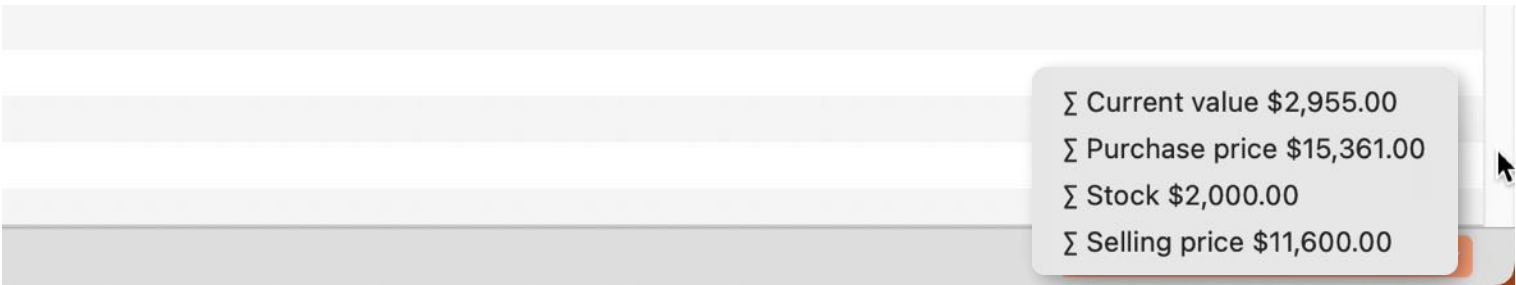 ∑ Current value $2,955.00
∑ Purchase price $15,361.00
∑ Stock $2,000.00
∑ Selling price $11,600.00